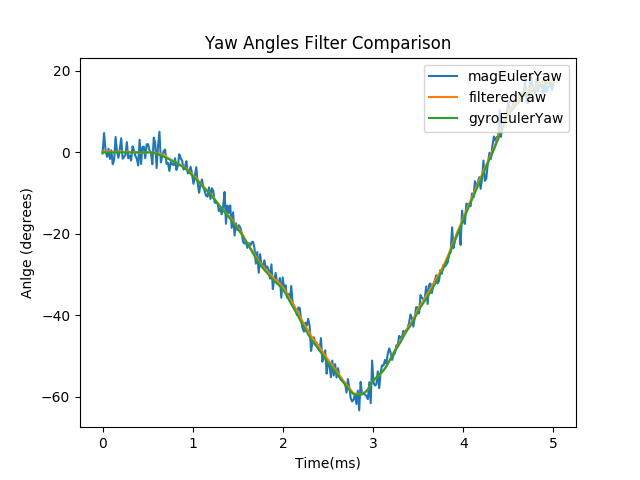 Yaw Angles Filter Comparison
magEulerYaw
filteredYaw
gyroEulerYaw
Anlge (degrees)
20
0
−20
−40
−60
0 1 2 3 4 5
Time(ms)